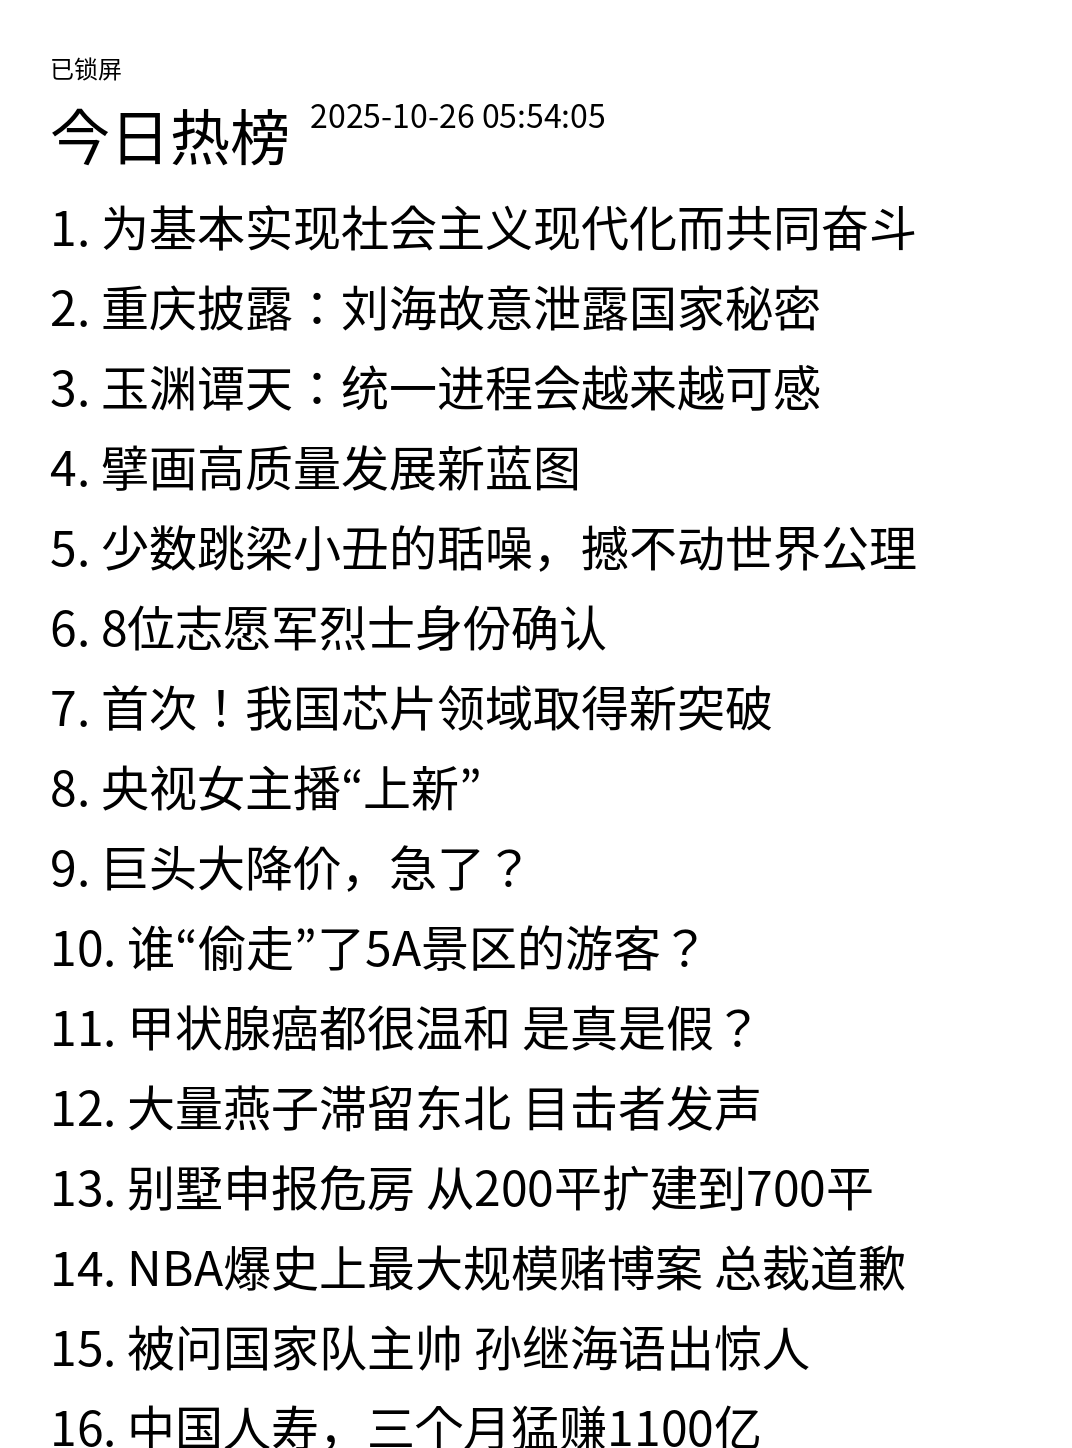 已锁屏
今日热榜 2025-10-26 05:54:05
1. 为基本实现社会主义现代化而共同奋斗
2. 重庆披露：刘海故意泄露国家秘密
3. 玉渊谭天：统一进程会越来越可感
4. 擘画高质量发展新蓝图
5. 少数跳梁小丑的聒噪，撼不动世界公理
6. 8位志愿军烈士身份确认
7. 首次！我国芯片领域取得新突破
8. 央视女主播“上新”
9. 巨头大降价，急了？
10. 谁“偷走”了5A景区的游客？
11. 甲状腺癌都很温和 是真是假？
12. 大量燕子滞留东北 目击者发声
13. 别墅申报危房 从200平扩建到700平
14. NBA爆史上最大规模赌博案 总裁道歉
15. 被问国家队主帅 孙继海语出惊人
16. 中国人寿，三个月猛赚1100亿